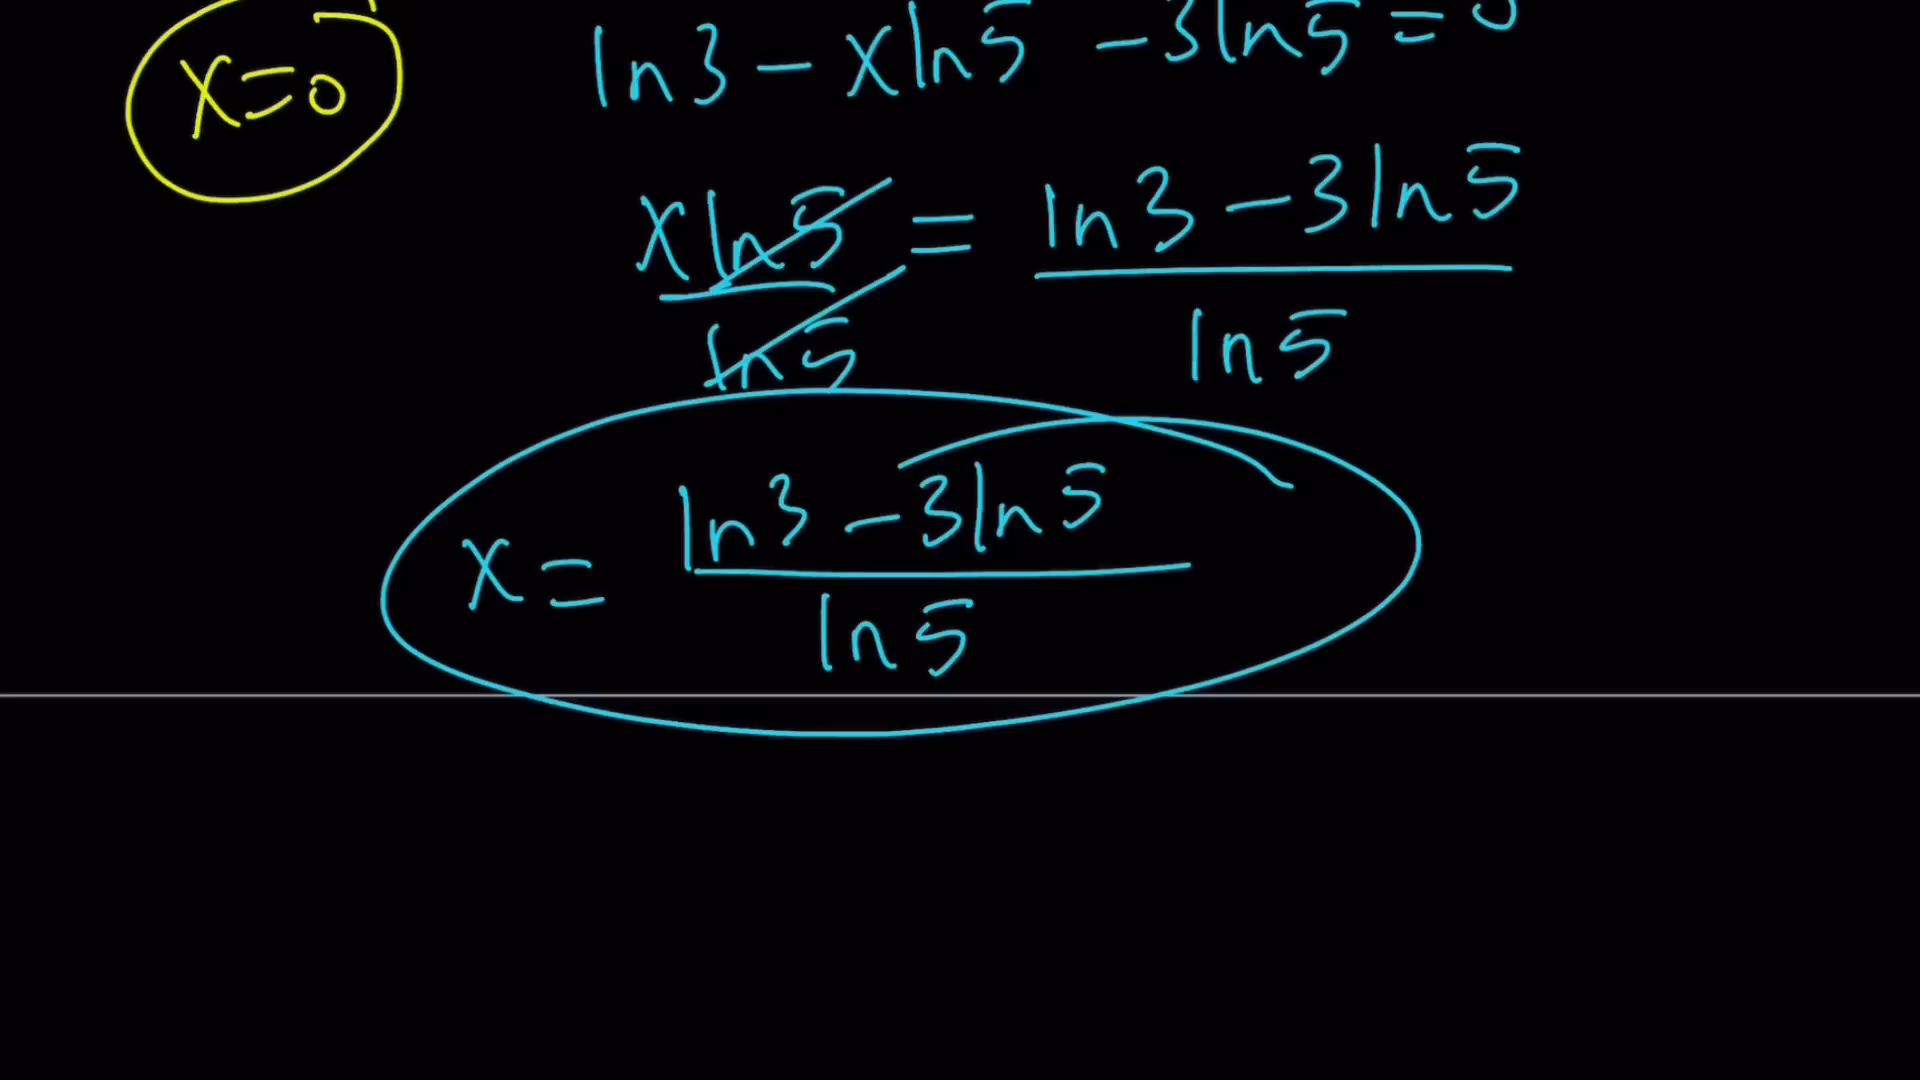 x=0
ln3 - xln5 - 3ln5 = 0
xln5 = ln3 - 3ln5
ln5 ln5
x= ln3 - 3ln5
ln5